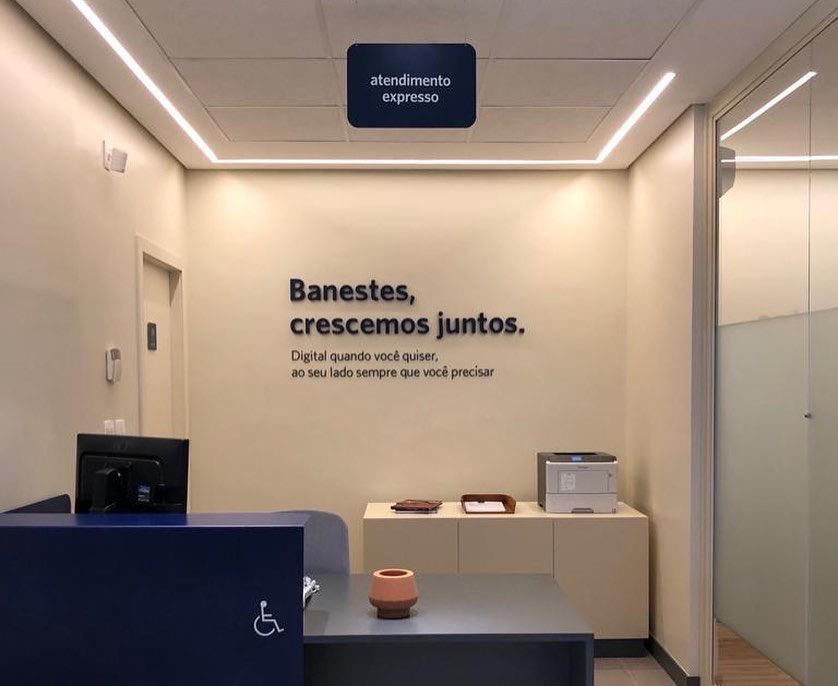 atendimento
expresso
Banestes,
crescemos juntos.
Digital quando você quiser,
ao seu lado sempre que você precisar